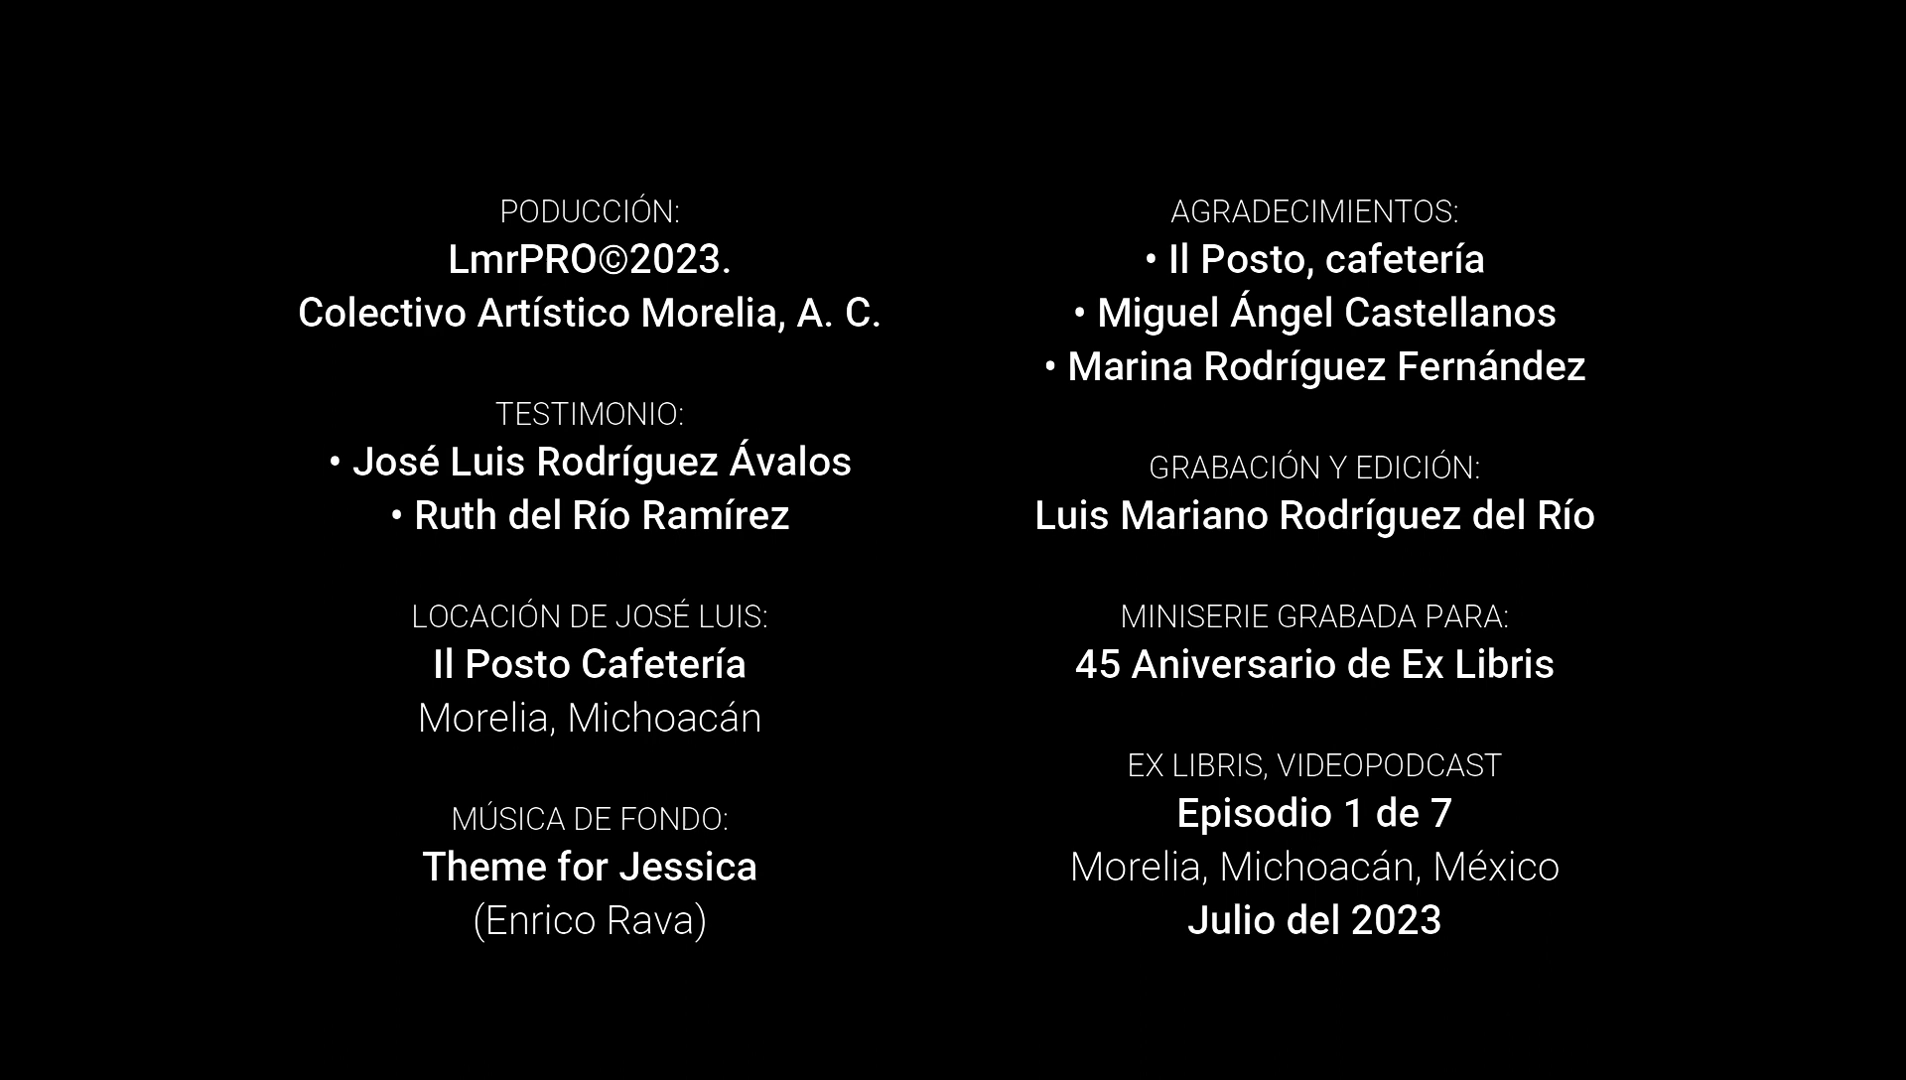 PODUCCIÓN:
LmrPRO©2023.
Colectivo Artístico Morelia, A. C.
TESTIMONIO:
• José Luis Rodríguez Ávalos
• Ruth del Río Ramírez
LOCACIÓN DE JOSÉ LUIS:
Il Posto Cafetería
Morelia, Michoacán
MÚSICA DE FONDO:
Theme for Jessica
(Enrico Rava)
AGRADECIMIENTOS:
• Il Posto, cafetería
• Miguel Ángel Castellanos
• Marina Rodríguez Fernández
GRABACIÓN Y EDICIÓN:
Luis Mariano Rodríguez del Río
MINISERIE GRABADA PARA:
45 Aniversario de Ex Libris
EX LIBRIS, VIDEOPODCAST
Episodio 1 de 7
Morelia, Michoacán, México
Julio del 2023